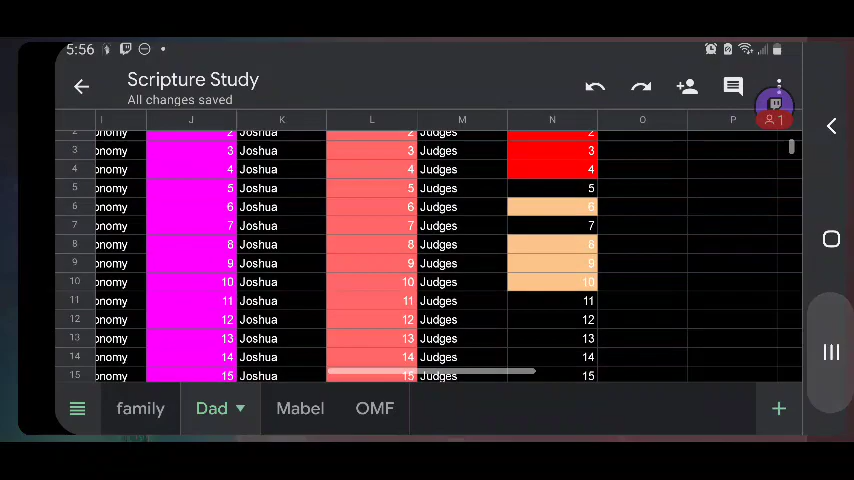 5:56
Scripture Study
All changes saved
1
I J K L M N O P
2 onomy 2 Joshua 2 Judges 2
3 onomy 3 Joshua 3 Judges 3
4 onomy 4 Joshua 4 Judges 4
5 onomy 5 Joshua 5 Judges 5
6 onomy 6 Joshua 6 Judges 6
7 onomy 7 Joshua 7 Judges 7
8 onomy 8 Joshua 8 Judges 8
9 onomy 9 Joshua 9 Judges 9
10 onomy 10 Joshua 10 Judges 10
11 onomy 11 Joshua 11 Judges 11
12 onomy 12 Joshua 12 Judges 12
13 onomy 13 Joshua 13 Judges 13
14 onomy 14 Joshua 14 Judges 14
15 onomy 15 Joshua 15 Judges 15
family Dad Mabel OMF